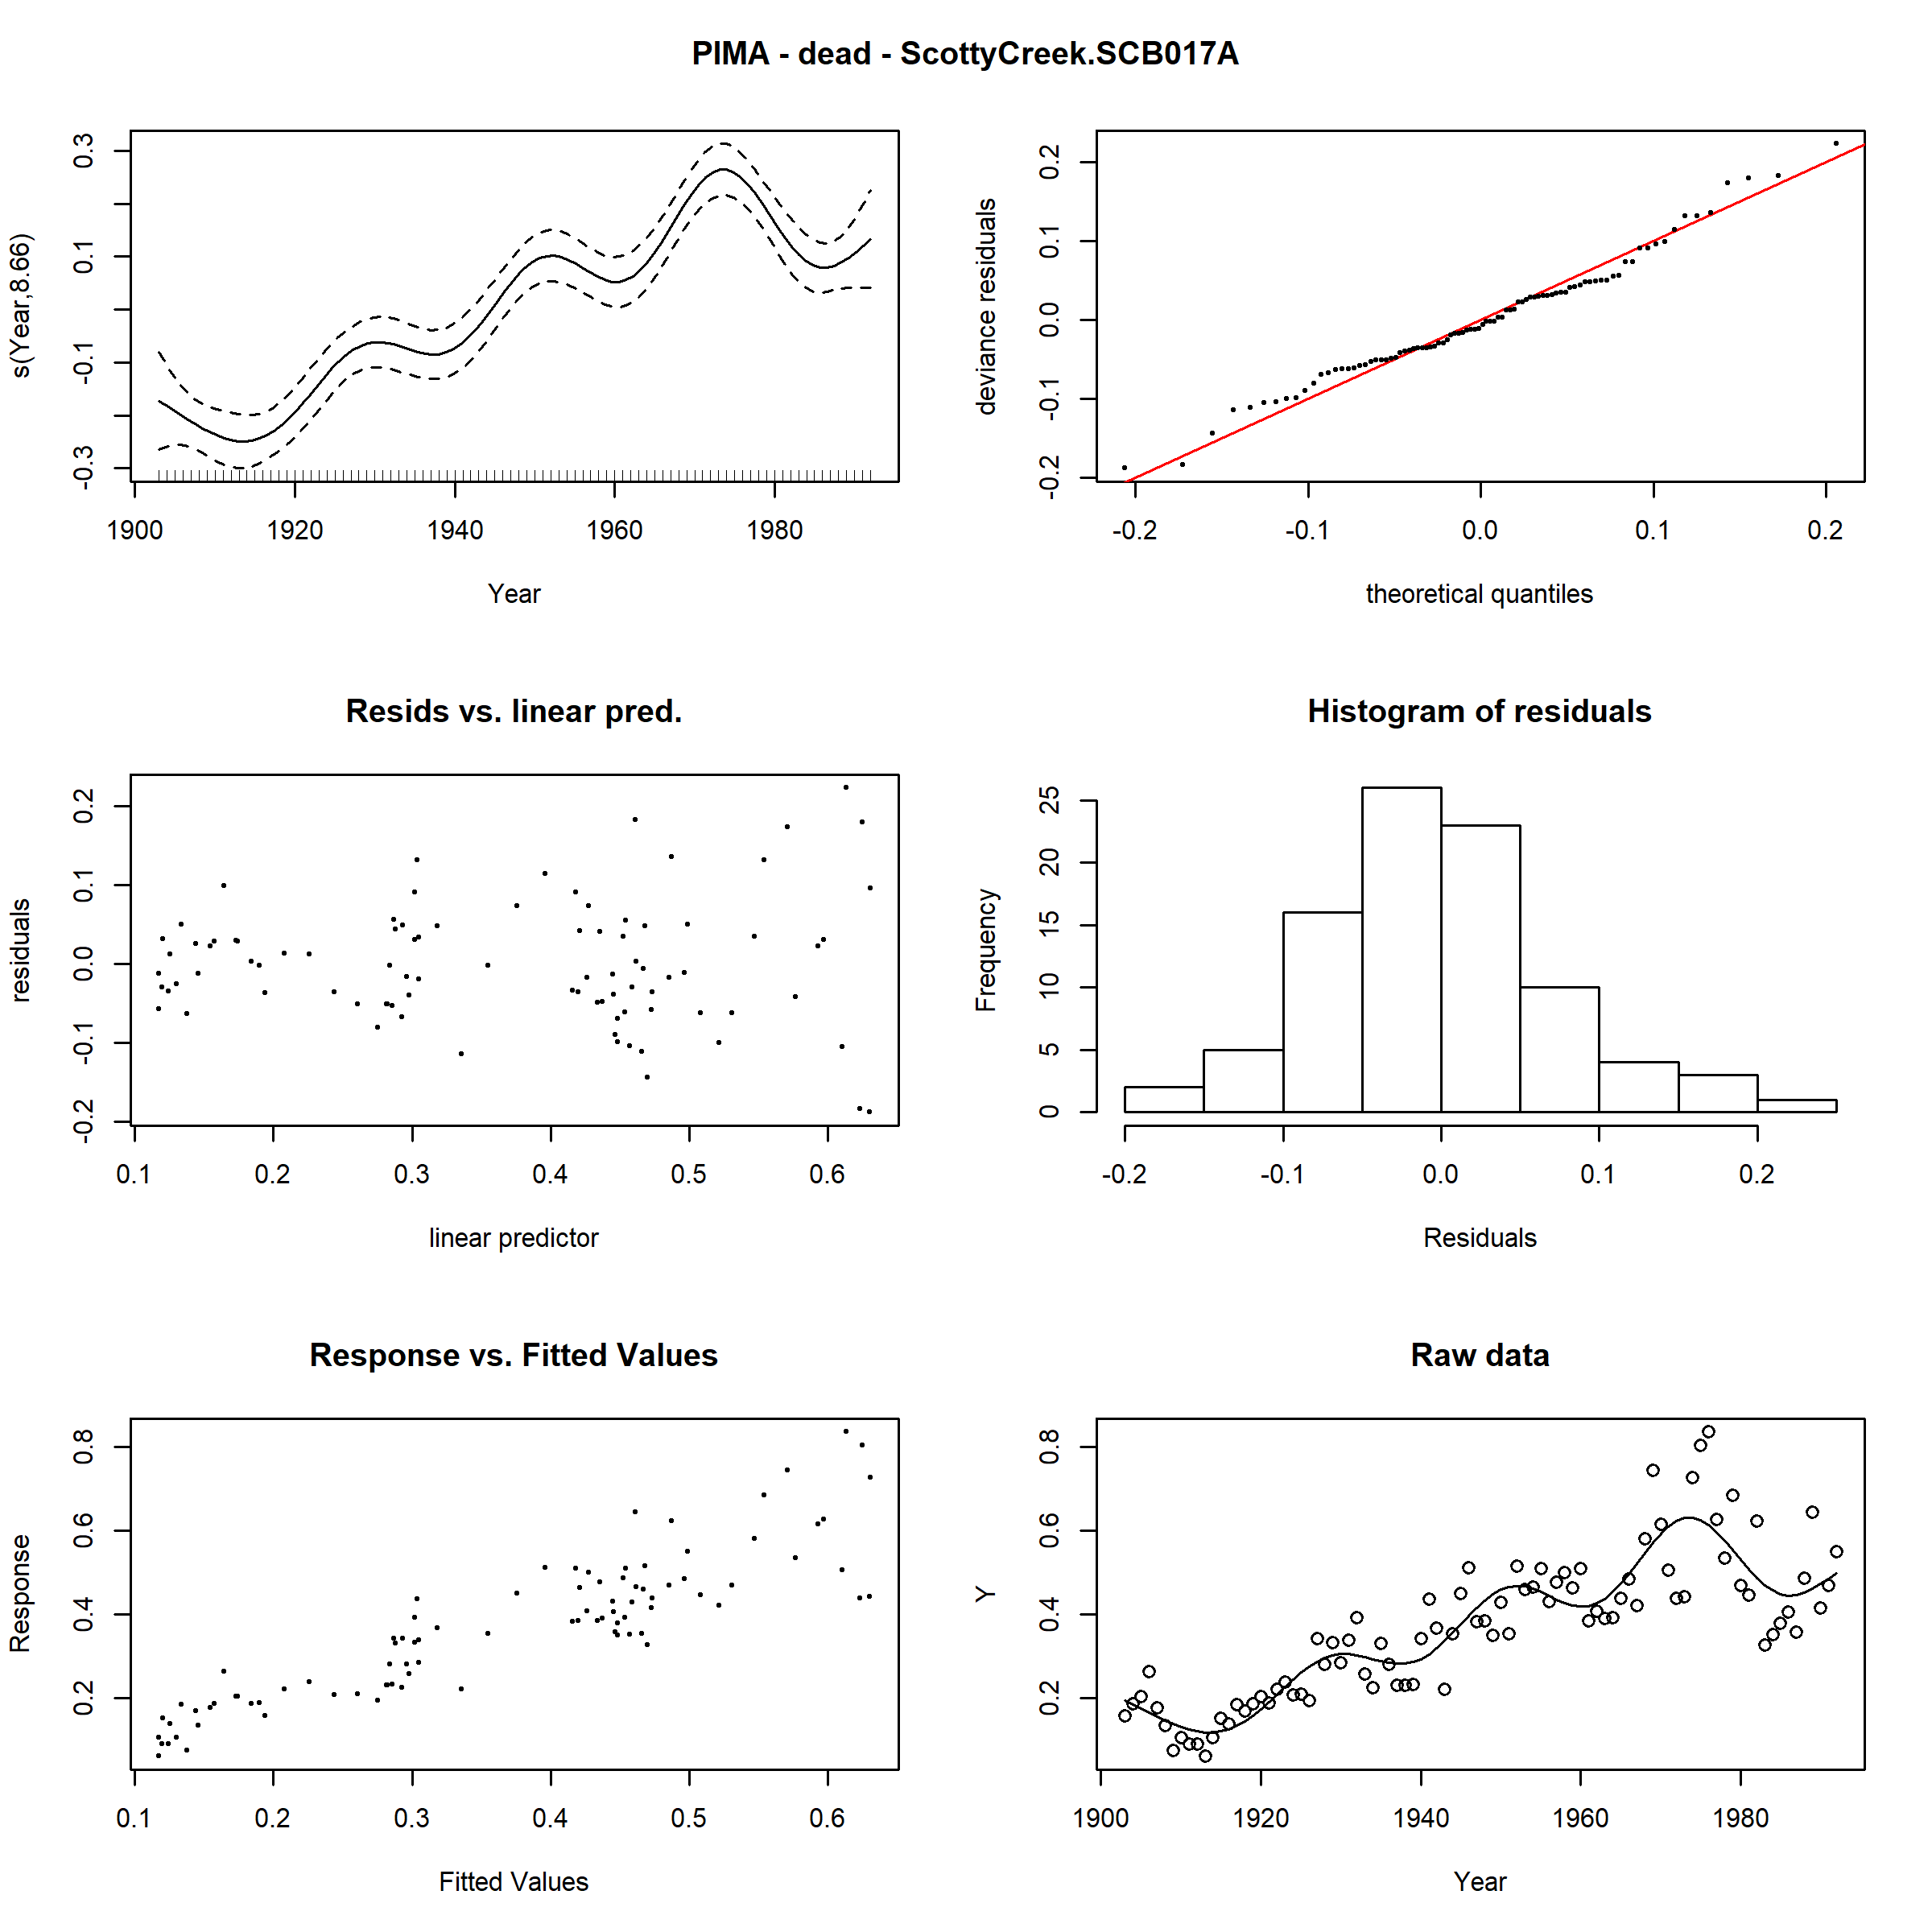 PIMA - dead - ScottyCreek.SCB017A
s(Year,8.66)
0.3
0.1
-0.1
-0.3
1900 1920 1940 1960 1980
Year
deviance residuals
0.2
0.1
0.0
-0.1
-0.2
-0.2 -0.1 0.0 0.1 0.2
theoretical quantiles
Resids vs. linear pred.
residuals
0.2
0.1
0.0
-0.1
-0.2
0.1 0.2 0.3 0.4 0.5 0.6
linear predictor
Histogram of residuals
Frequency
25
20
15
10
5
0
-0.2 -0.1 0.0 0.1 0.2
Residuals
Response vs. Fitted Values
Response
0.8
0.6
0.4
0.2
0.1 0.2 0.3 0.4 0.5 0.6
Fitted Values
Raw data
Y
0.8
0.6
0.4
0.2
1900 1920 1940 1960 1980
Year